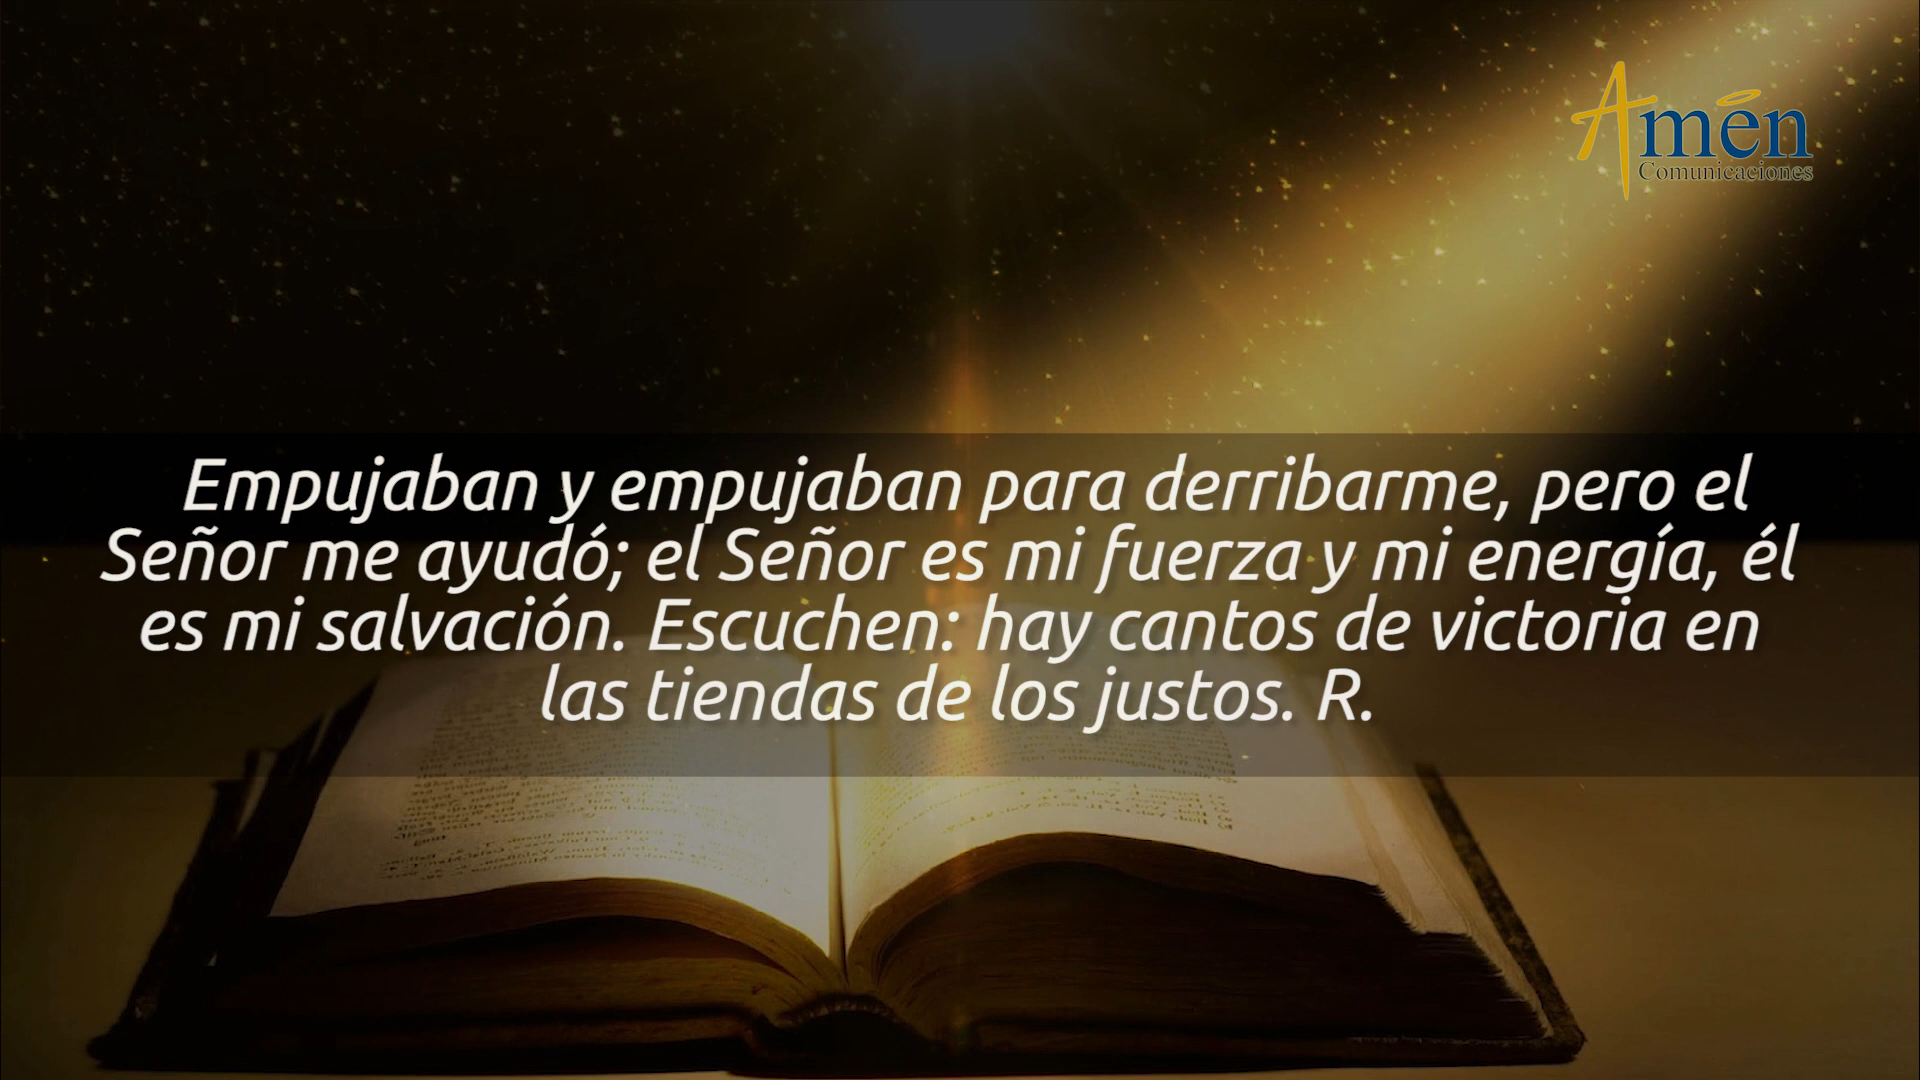 Amén
Comunicaciones
Empujaban y empujaban para derribarme, pero el
Señor me ayudó; el Señor es mi fuerza y mi energía, él
es mi salvación. Escuchen: hay cantos de victoria en
las tiendas de los justos. R.